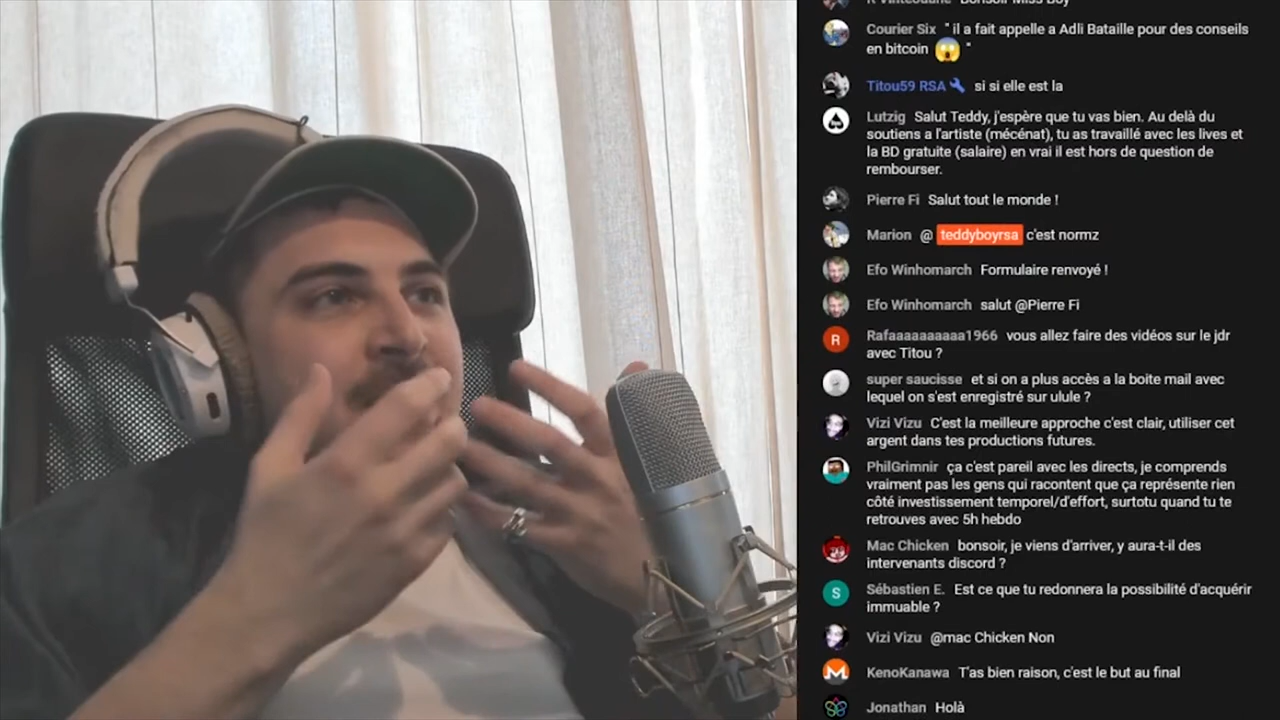 R Vinteodane Bonsoir Miss Boy
Courier Six " il a fait appelle a Adli Bataille pour des conseils
en bitcoin 😱 "
Titou59 RSA si si elle est la
Lutzig Salut Teddy, j'espère que tu vas bien. Au delà du
soutiens a l'artiste (mécénat), tu as travaillé avec les lives et
la BD gratuite (salaire) en vrai il est hors de question de
rembourser.
Pierre Fi Salut tout le monde !
Marion @ teddyboyrsa c'est normz
Efo Winhomarch Formulaire renvoyé !
Efo Winhomarch salut @Pierre Fi
R Rafaaaaaaaaaa1966 vous allez faire des vidéos sur le jdr
avec Titou ?
super saucisse et si on a plus accès a la boite mail avec
lequel on s'est enregistré sur ulule ?
Vizi Vizu C'est la meilleure approche c'est clair, utiliser cet
argent dans tes productions futures.
PhilGrimnir ça c'est pareil avec les directs, je comprends
vraiment pas les gens qui racontent que ça représente rien
côté investissement temporel/d'effort, surtotu quand tu te
retrouves avec 5h hebdo
Mac Chicken bonsoir, je viens d'arriver, y aura-t-il des
intervenants discord ?
S Sébastien E. Est ce que tu redonnera la possibilité d'acquérir
immuable ?
Vizi Vizu @mac Chicken Non
KenoKanawa T'as bien raison, c'est le but au final
Jonathan Holà